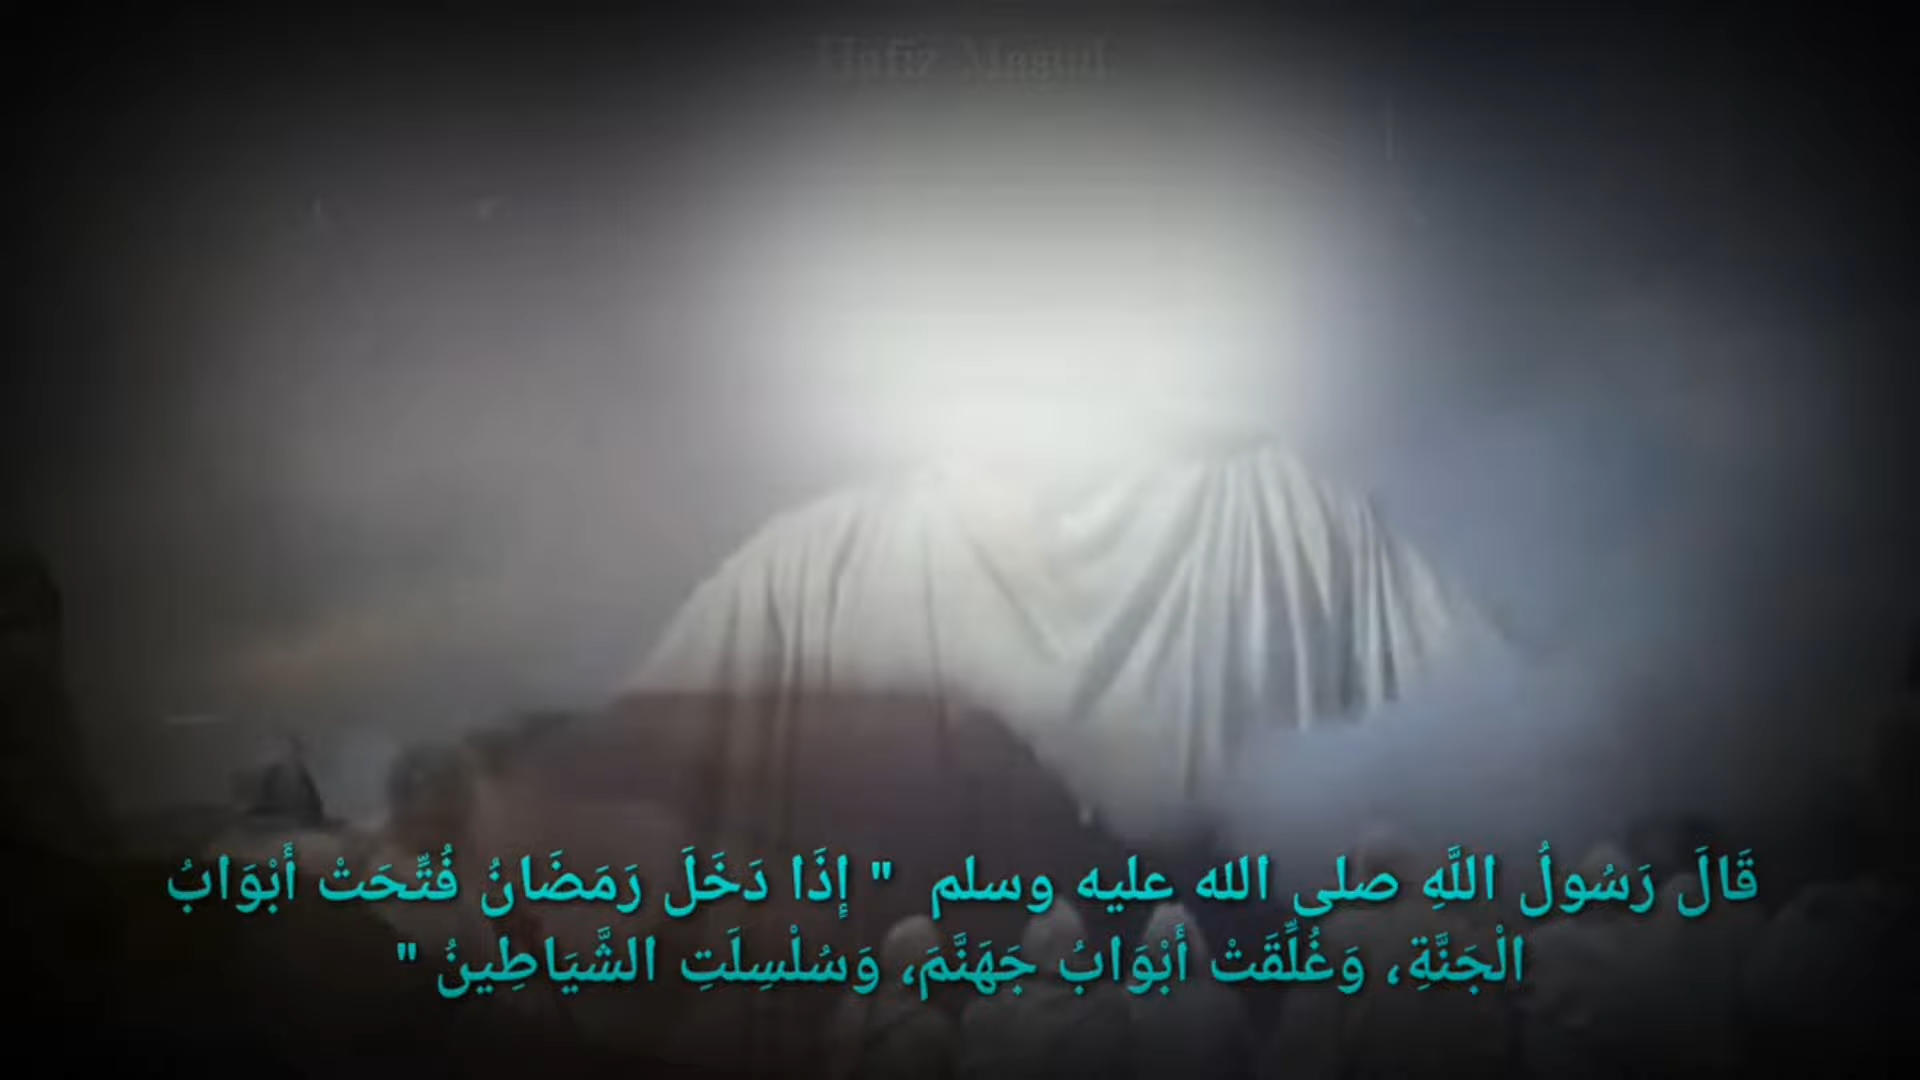 قَالَ رَسُولُ اللَّهِ صلى الله عليه وسلم " إِذَا دَخَلَ رَمَضَانُ فُتِّحَتْ أَبْوَابُ
الْجَنَّةِ، وَغُلِّقَتْ أَبْوَابُ جَهَنَّمَ، وَسُلْسِلَتِ الشَّيَاطِينُ "